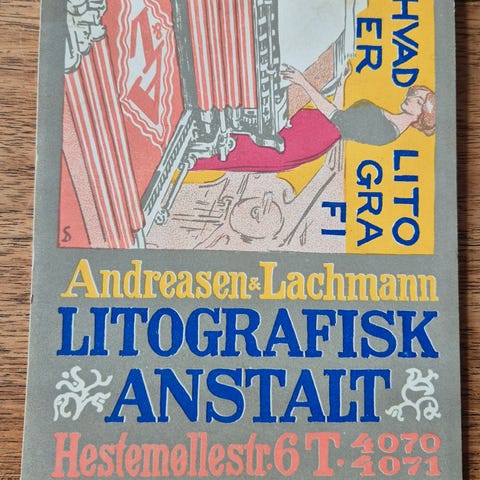 HVAD
ER
LITO
GRA
FI
Andreasen & Lachmann
LITOGRAFISK
ANSTALT
Hestemøllestr. 6 T. 4070
4071